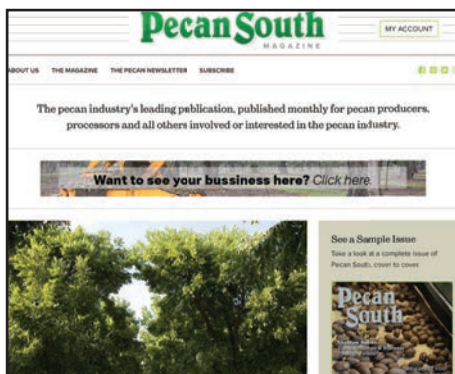 Pecan South
MAGAZINE
MY ACCOUNT
ABOUT US THE MAGAZINE THE PECAN NEWSLETTER SUBSCRIBE
The pecan industry's leading publication, published monthly for pecan producers,
processors and all others involved or interested in the pecan industry.
Want to see your bussiness here? Click here.
See a Sample Issue
Take a look at a complete issue of
Pecan South, cover to cover.
Pecan
South